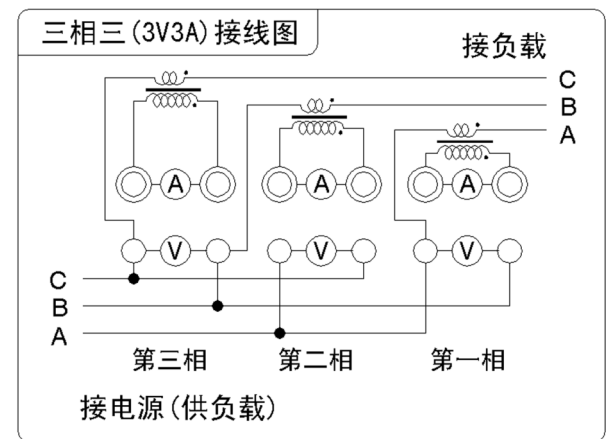 三相三(3V3A)接线图
接负载
C
B
A
A A A
V V V
C
B
A
第三相 第二相 第一相
接电源(供负载)